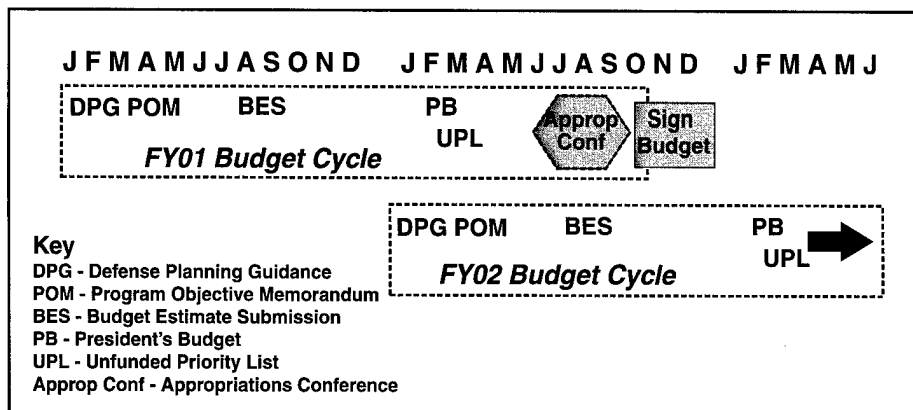 J F M A M J J A S O N D J F M A M J J A S O N D J F M A M J
DPG POM BES PB
UPL
Approp
Conf
Sign
Budget
FY01 Budget Cycle
DPG POM BES PB
UPL
FY02 Budget Cycle
Key
DPG - Defense Planning Guidance
POM - Program Objective Memorandum
BES - Budget Estimate Submission
PB - President's Budget
UPL - Unfunded Priority List
Approp Conf - Appropriations Conference